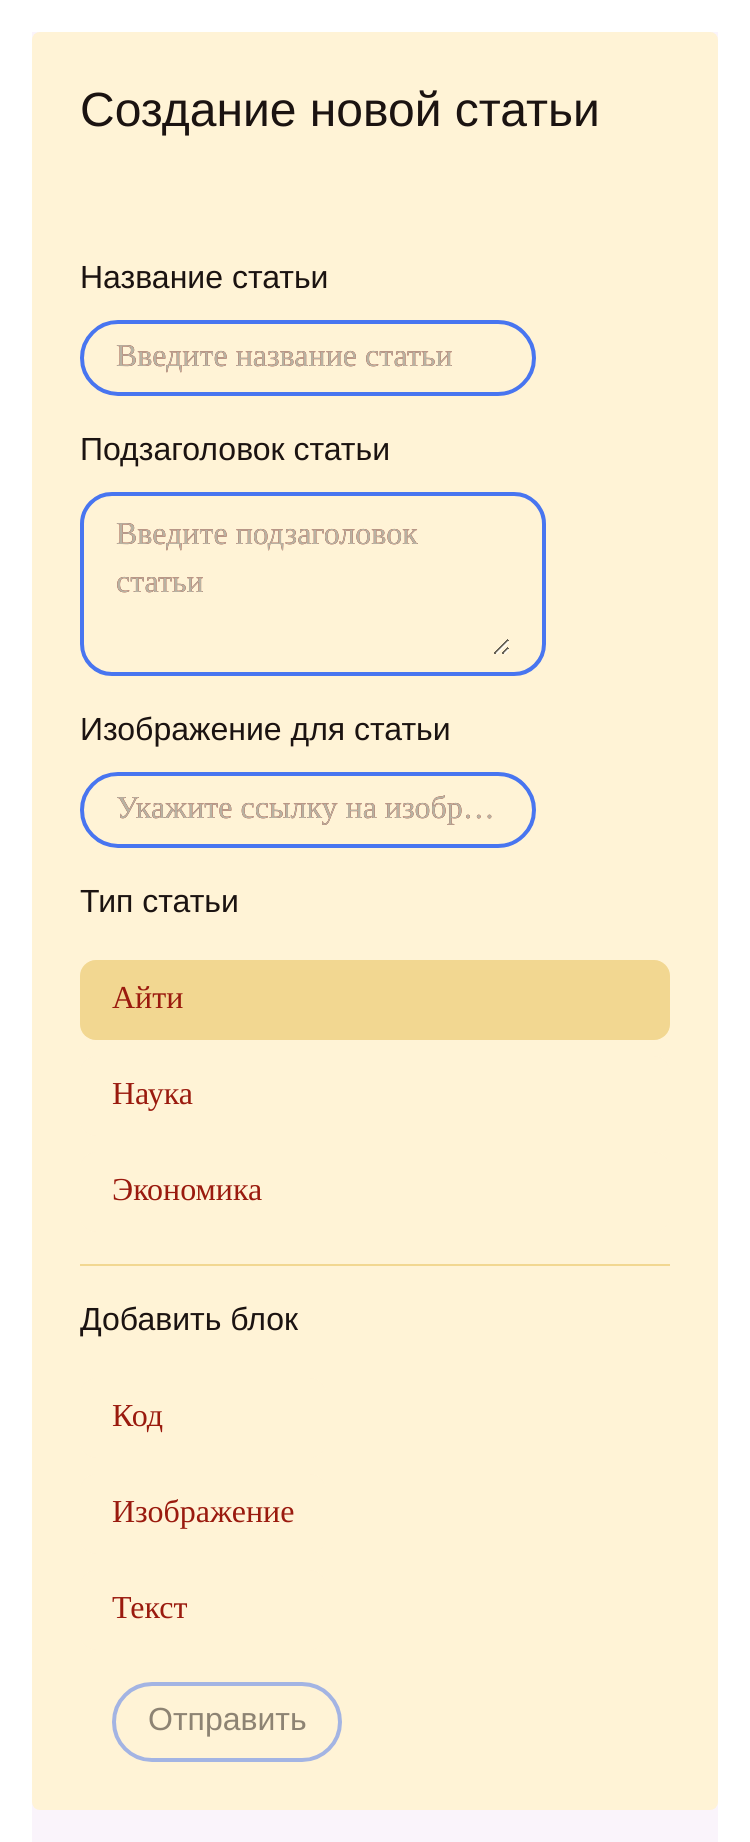 Создание новой статьи
Название статьи
Введите название статьи
Подзаголовок статьи
Введите подзаголовок
статьи
Изображение для статьи
Укажите ссылку на изобр…
Тип статьи
Айти
Наука
Экономика
Добавить блок
Код
Изображение
Текст
Отправить